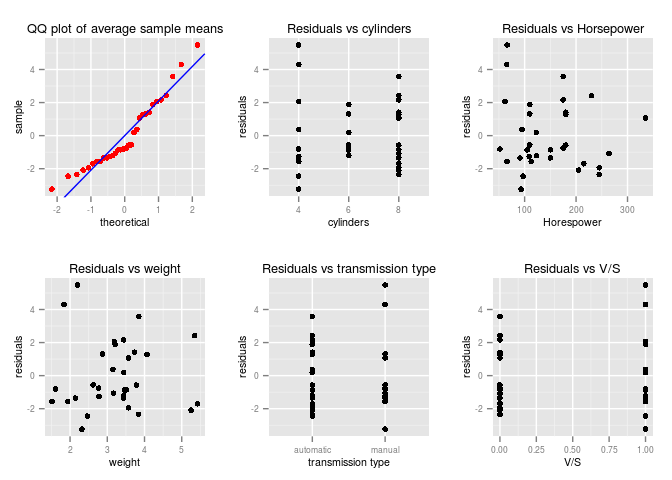 QQ plot of average sample means
Residuals vs cylinders
Residuals vs Horsepower
sample
residuals
residuals
4
2
0
-2
4
2
0
-2
4
2
0
-2
-2 -1 0 1 2
4 5 6 7 8
100 200 300
theoretical
cylinders
Horespower
Residuals vs weight
Residuals vs transmission type
Residuals vs V/S
residuals
residuals
residuals
4
2
0
-2
4
2
0
-2
4
2
0
-2
2 3 4 5
automatic manual
0.00 0.25 0.50 0.75 1.00
weight
transmission type
V/S